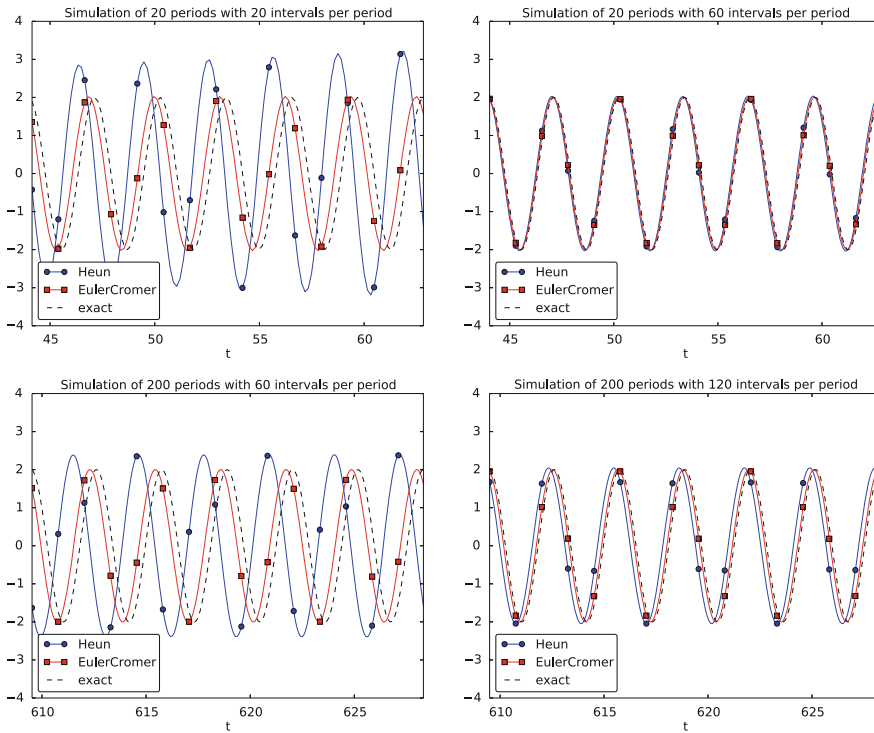 Simulation of 20 periods with 20 intervals per period
4
3
2
1
0
−1
−2
−3
−4
Heun
EulerCromer
exact
45 50 55 60
t
Simulation of 20 periods with 60 intervals per period
4
3
2
1
0
−1
−2
−3
−4
Heun
EulerCromer
exact
45 50 55 60
t
Simulation of 200 periods with 60 intervals per period
4
3
2
1
0
−1
−2
−3
−4
Heun
EulerCromer
exact
610 615 620 625
t
Simulation of 200 periods with 120 intervals per period
4
3
2
1
0
−1
−2
−3
−4
Heun
EulerCromer
exact
610 615 620 625
t